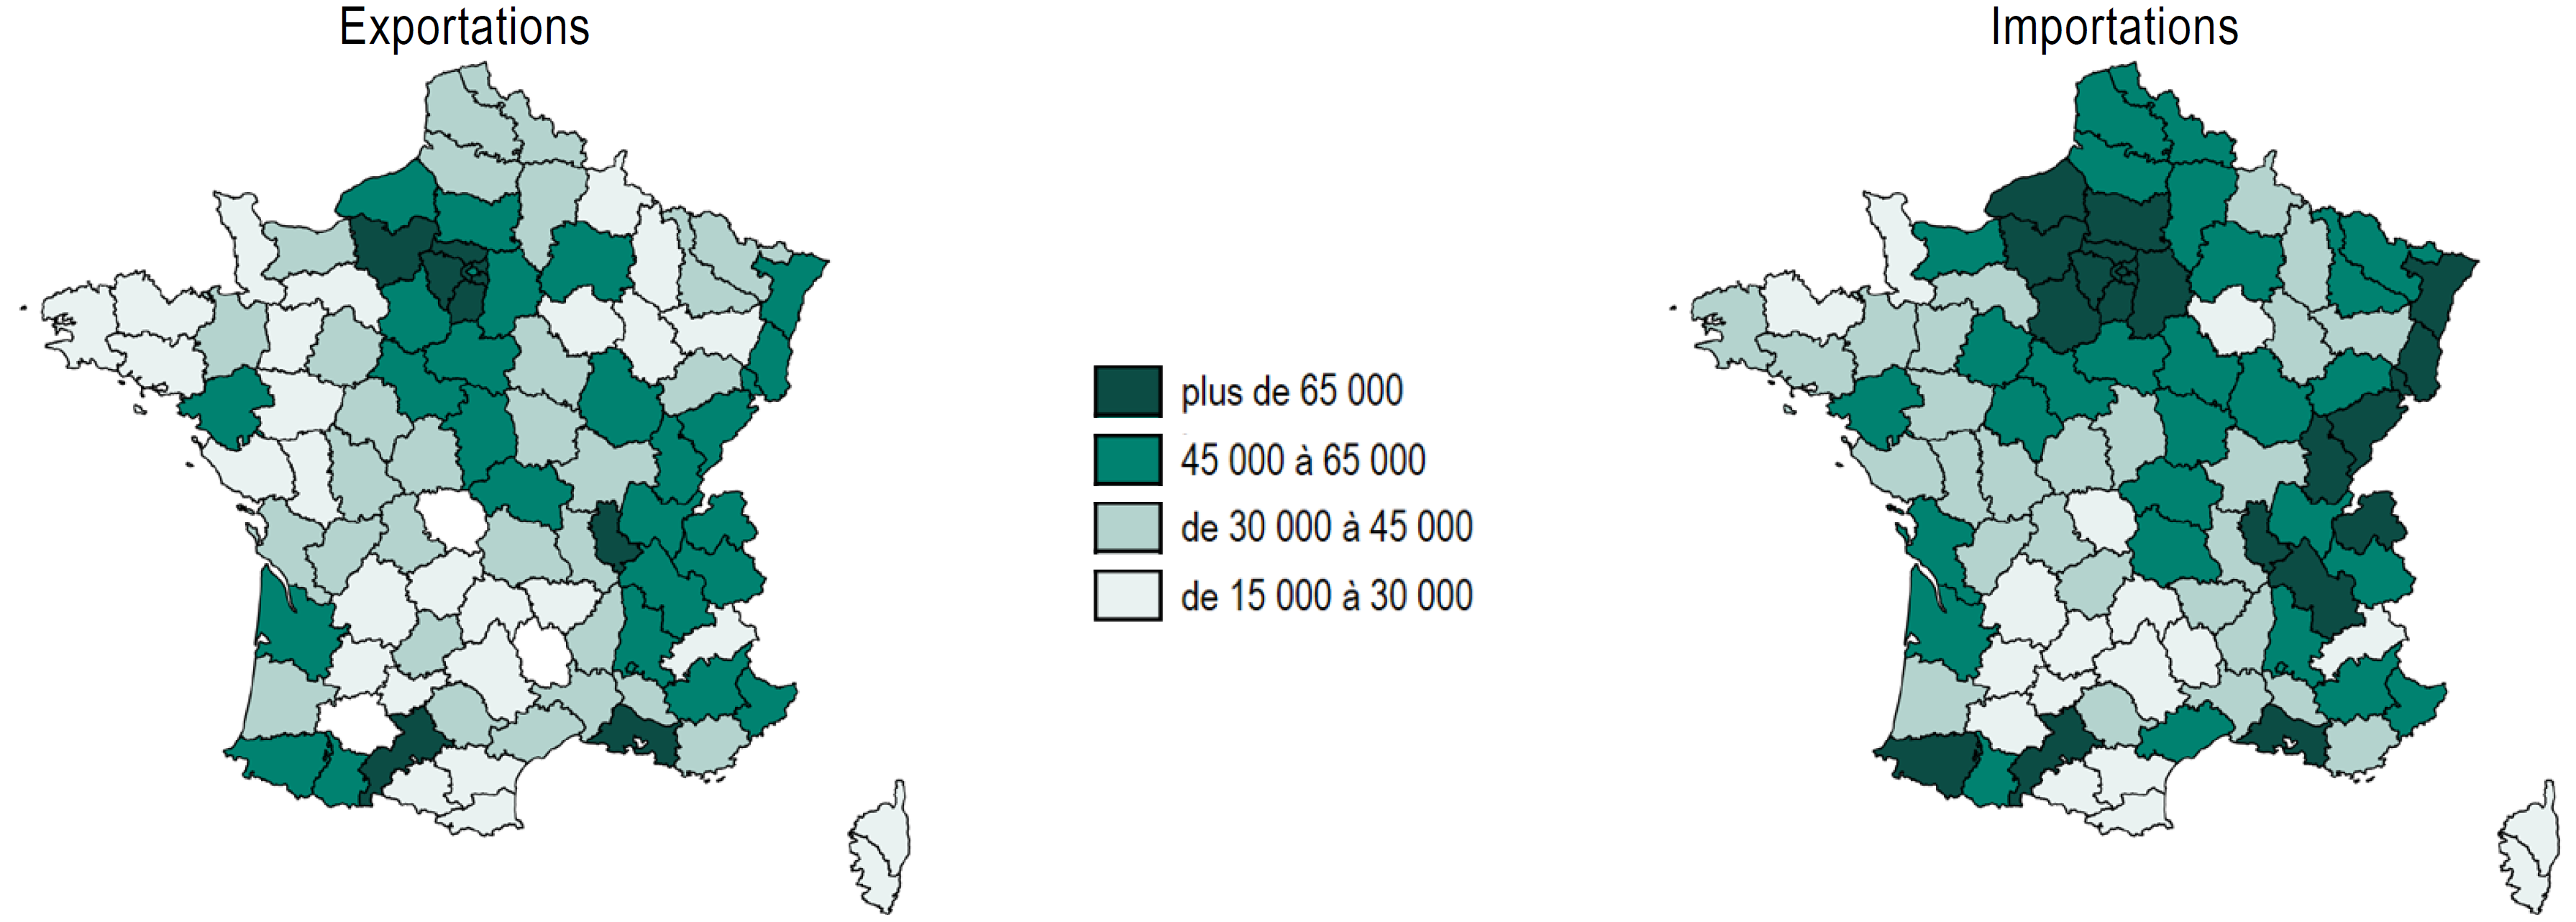 Exportations
Importations
plus de 65 000
45 000 à 65 000
de 30 000 à 45 000
de 15 000 à 30 000